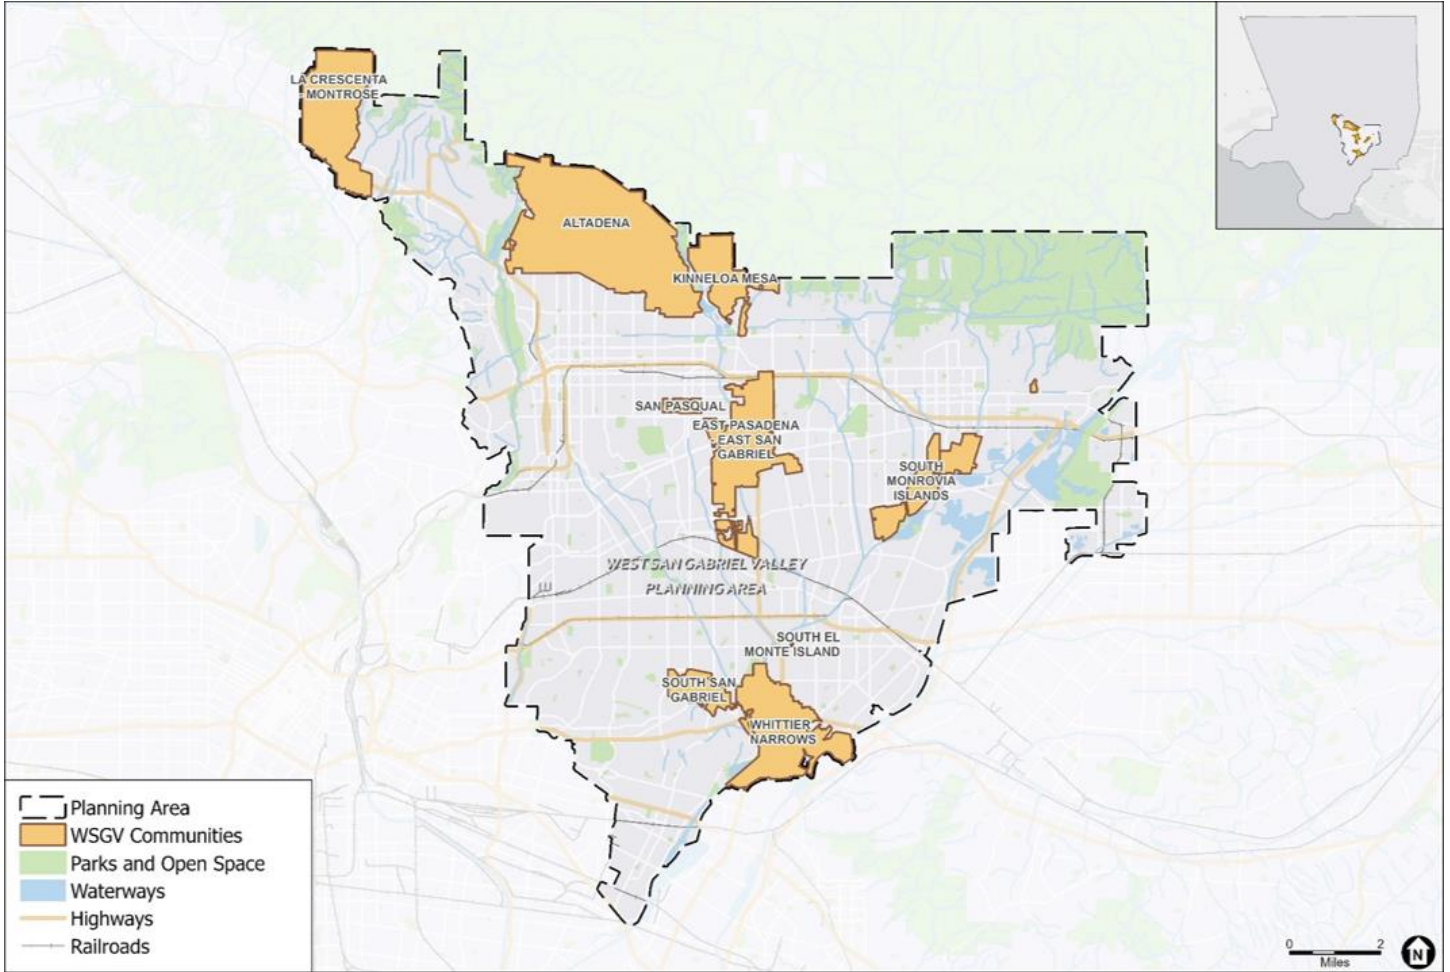 LA CRESCENTA
- MONTROSE
ALTADENA
KINNELOA MESA
SAN PASQUAL
EAST PASADENA
- EAST SAN
GABRIEL
SOUTH
MONROVIA
ISLANDS
WEST SAN GABRIEL VALLEY
PLANNING AREA
SOUTH EL
MONTE ISLAND
SOUTH SAN
GABRIEL
WHITTIER
NARROWS
Planning Area
WSGV Communities
Parks and Open Space
Waterways
Highways
Railroads
0 2
Miles
N